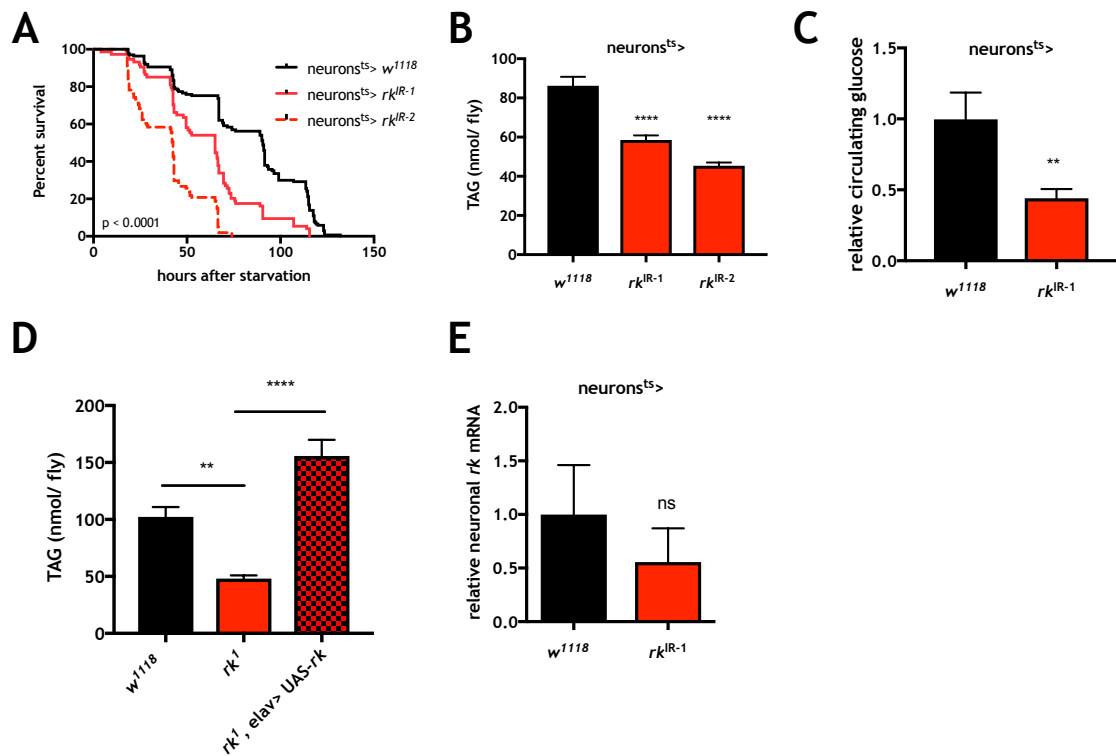 A
Percent survival
100
80
60
40
20
0
0
50
100
150
hours after starvation
p < 0.0001
neuronsᵗˢ> w¹¹¹⁸
neuronsᵗˢ> rkᴵᴿ⁻¹
neuronsᵗˢ> rkᴵᴿ⁻²
B
neuronsᵗˢ>
TAG (nmol/ fly)
100
80
60
40
20
0
****
****
w¹¹¹⁸
rkᴵᴿ⁻¹
rkᴵᴿ⁻²
C
neuronsᵗˢ>
relative circulating glucose
1.5
1.0
0.5
0.0
**
w¹¹¹⁸
rkᴵᴿ⁻¹
D
TAG (nmol/ fly)
200
150
100
50
0
**
****
w¹¹¹⁸
rk¹
rk¹, elav> UAS-rk
E
neuronsᵗˢ>
relative neuronal rk mRNA
2.0
1.5
1.0
0.5
0.0
ns
w¹¹¹⁸
rkᴵᴿ⁻¹